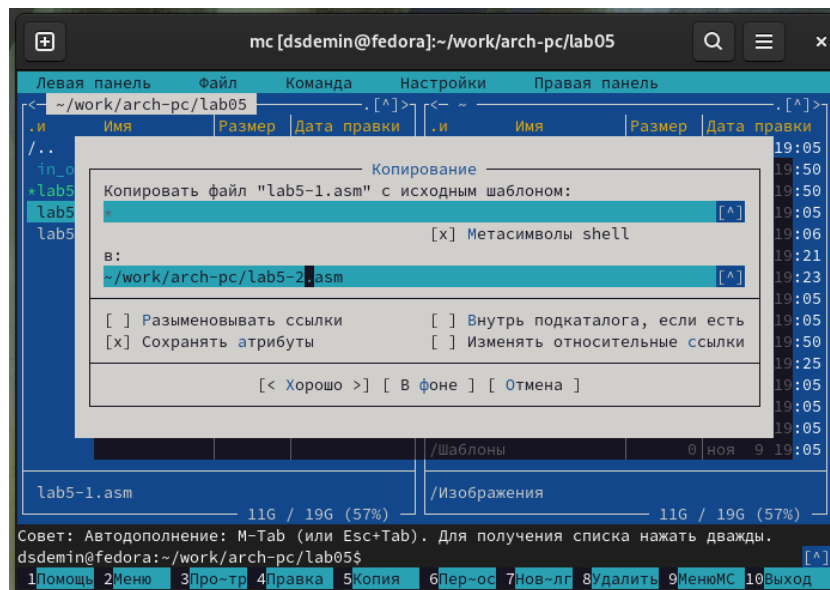 mc [dsdemin@fedora]:~/work/arch-pc/lab05
Левая панель Файл Команда Настройки Правая панель
<— ~/work/arch-pc/lab05 .[^]> <— ~ .[^]>
.и Имя Размер Дата правки .и Имя Размер Дата правки
/.. 19:05
in_o 19:50
*lab5 19:50
lab5 19:05
lab5 19:06
19:21
19:23
19:05
19:05
19:50
19:25
19:05
19:05
19:05
Копирование
Копировать файл "lab5-1.asm" с исходным шаблоном:
* [^]
[x] Метасимволы shell
в:
~/work/arch-pc/lab5-2.asm [^]
[ ] Разыменовывать ссылки [ ] Внутрь подкаталога, если есть
[x] Сохранять атрибуты [ ] Изменять относительные ссылки
[< Хорошо >] [ В фоне ] [ Отмена ]
/Шаблоны 0 ноя 9 19:05
lab5-1.asm /Изображения
11G / 19G (57%) 11G / 19G (57%)
Совет: Автодополнение: M-Tab (или Esc+Tab). Для получения списка нажать дважды.
dsdemin@fedora:~/work/arch-pc/lab05$ [^]
1Помощь 2Меню 3Про~тр 4Правка 5Копия 6Пер~ос 7Нов~лг 8Удалить 9МенюMC 10Выход